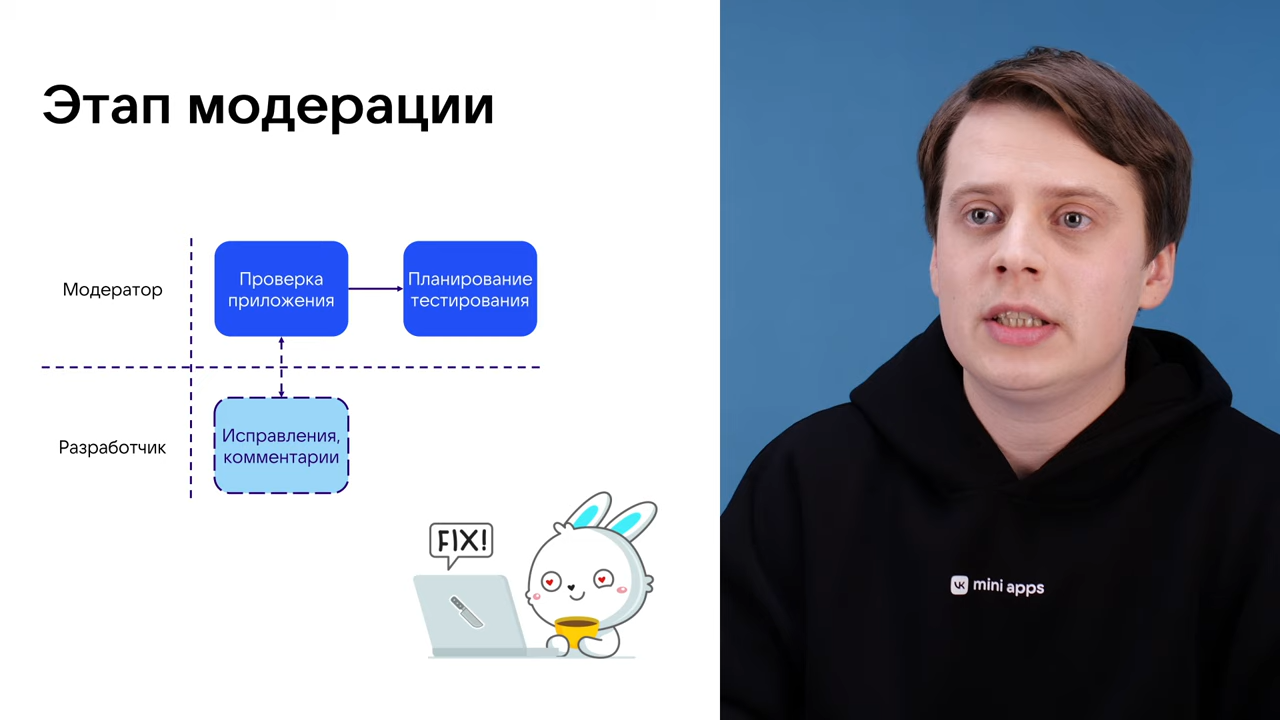 Этап модерации
Модератор
Проверка
приложения
Планирование
тестирования
Разработчик
Исправления,
комментарии
FIX!
mini apps